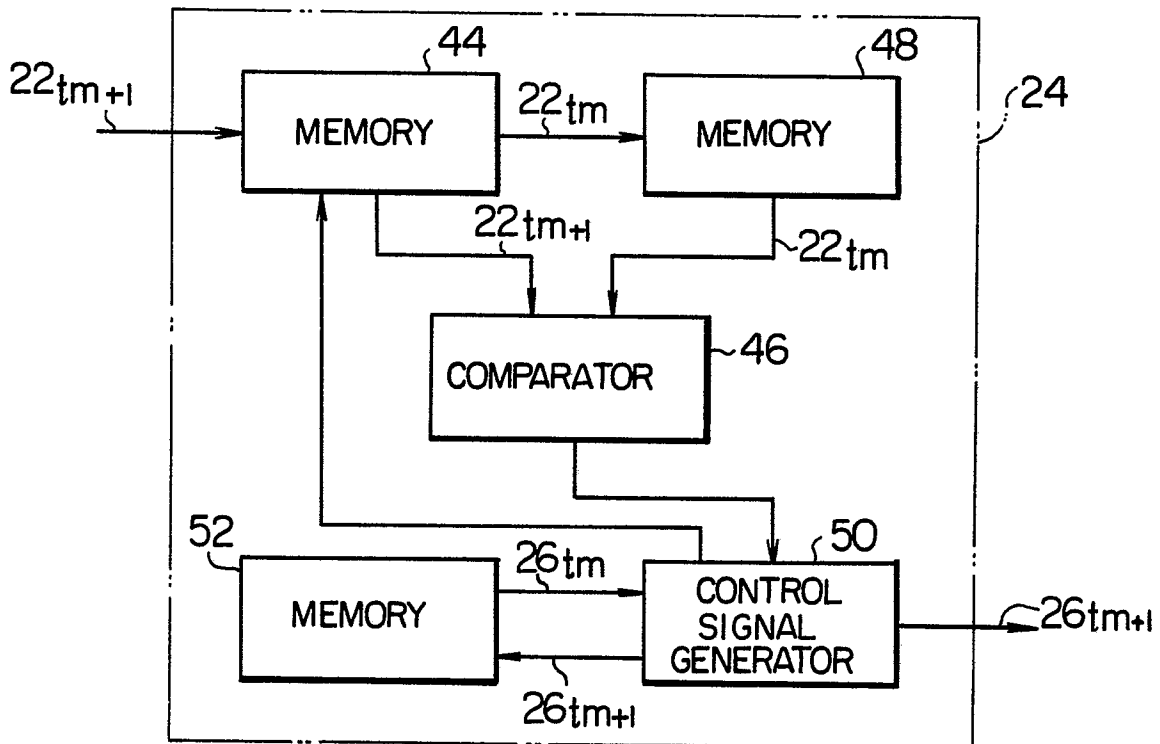 44
48
22tm+1
22tm
24
MEMORY
MEMORY
22tm+1
22tm
46
COMPARATOR
52
50
26tm
MEMORY
CONTROL
SIGNAL
GENERATOR
26tm+1
26tm+1